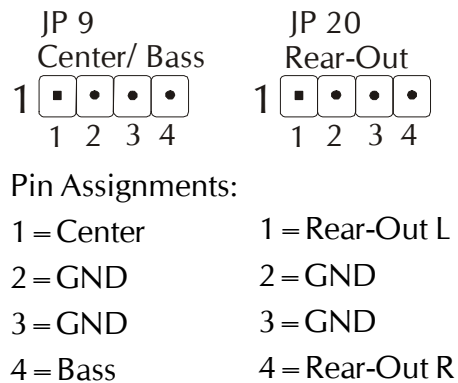 JP 9 JP 20
Center/ Bass Rear-Out
1 1
1 2 3 4 1 2 3 4
Pin Assignments:
1 = Center 1 = Rear-Out L
2 = GND 2 = GND
3 = GND 3 = GND
4 = Bass 4 = Rear-Out R